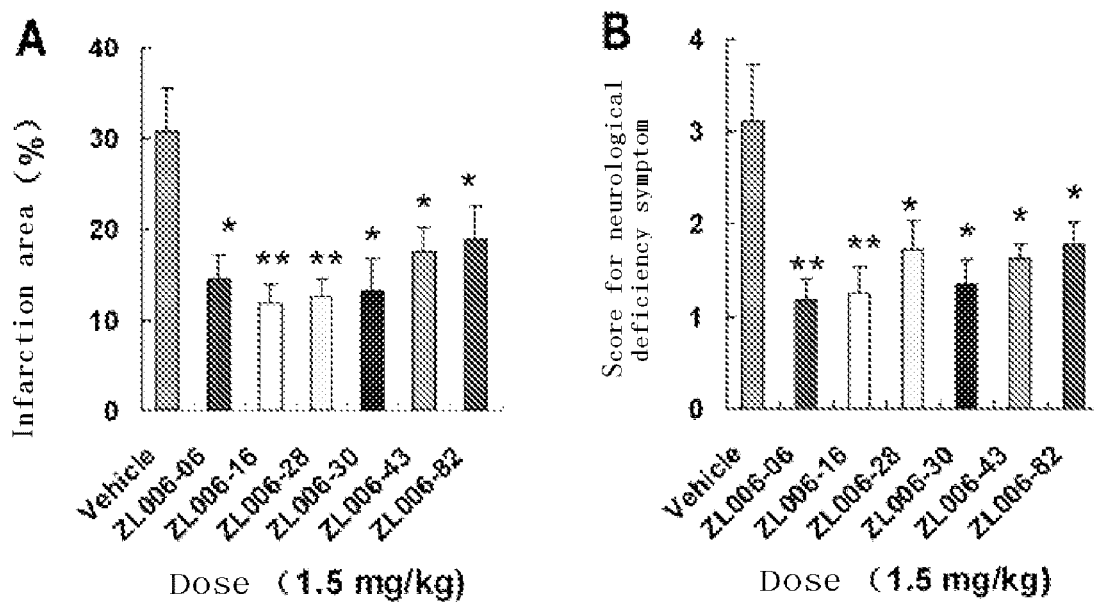 A
Infarction area (%)
40
30
20
10
0
*
**
**
*
*
*
Vehicle
ZL006-06
ZL006-16
ZL006-28
ZL006-30
ZL006-43
ZL006-82
Dose (1.5 mg/kg)
B
Score for neurological
deficiency symptom
4
3
2
1
0
**
**
*
*
*
*
Vehicle
ZL006-06
ZL006-16
ZL006-28
ZL006-30
ZL006-43
ZL006-82
Dose (1.5 mg/kg)